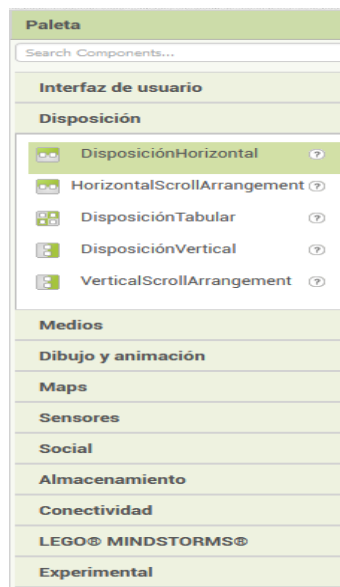 Paleta
Search Components...
Interfaz de usuario
Disposición
DisposiciónHorizontal ?
HorizontalScrollArrangement ?
DisposiciónTabular ?
DisposiciónVertical ?
VerticalScrollArrangement ?
Medios
Dibujo y animación
Maps
Sensores
Social
Almacenamiento
Conectividad
LEGO® MINDSTORMS®
Experimental